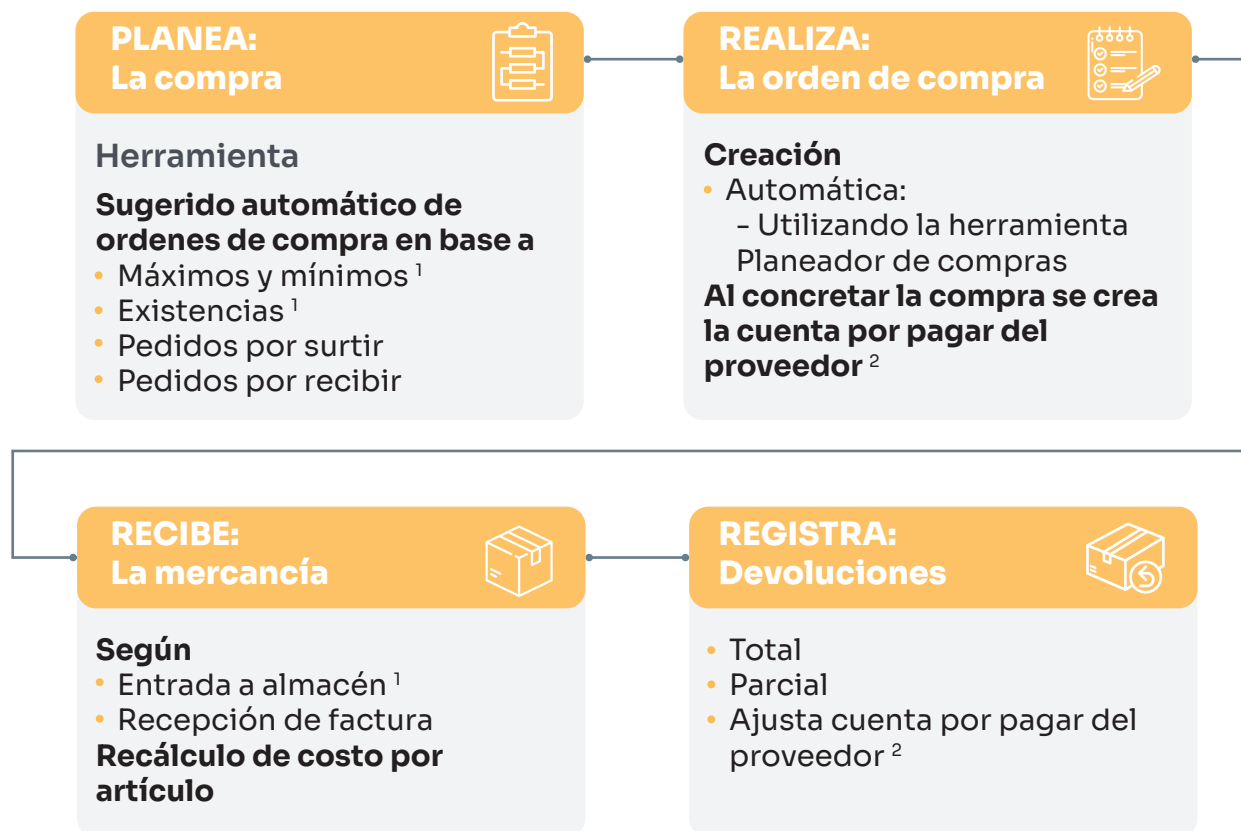 PLANEA:
La compra
Herramienta
Sugerido automático de
ordenes de compra en base a
• Máximos y mínimos ¹
• Existencias ¹
• Pedidos por surtir
• Pedidos por recibir
REALIZA:
La orden de compra
Creación
• Automática:
- Utilizando la herramienta
Planeador de compras
Al concretar la compra se crea
la cuenta por pagar del
proveedor ²
RECIBE:
La mercancía
Según
• Entrada a almacén ¹
• Recepción de factura
Recálculo de costo por
artículo
REGISTRA:
Devoluciones
• Total
• Parcial
• Ajusta cuenta por pagar del
proveedor ²